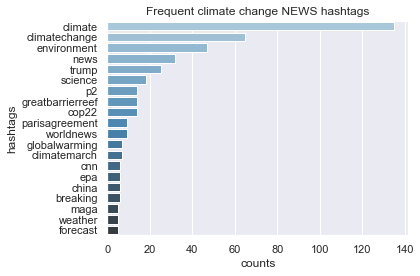 Frequent climate change NEWS hashtags
hashtags
climate
climatechange
environment
news
trump
science
p2
greatbarrierreef
cop22
parisagreement
worldnews
globalwarming
climatemarch
cnn
epa
china
breaking
maga
weather
forecast
0 20 40 60 80 100 120 140
counts